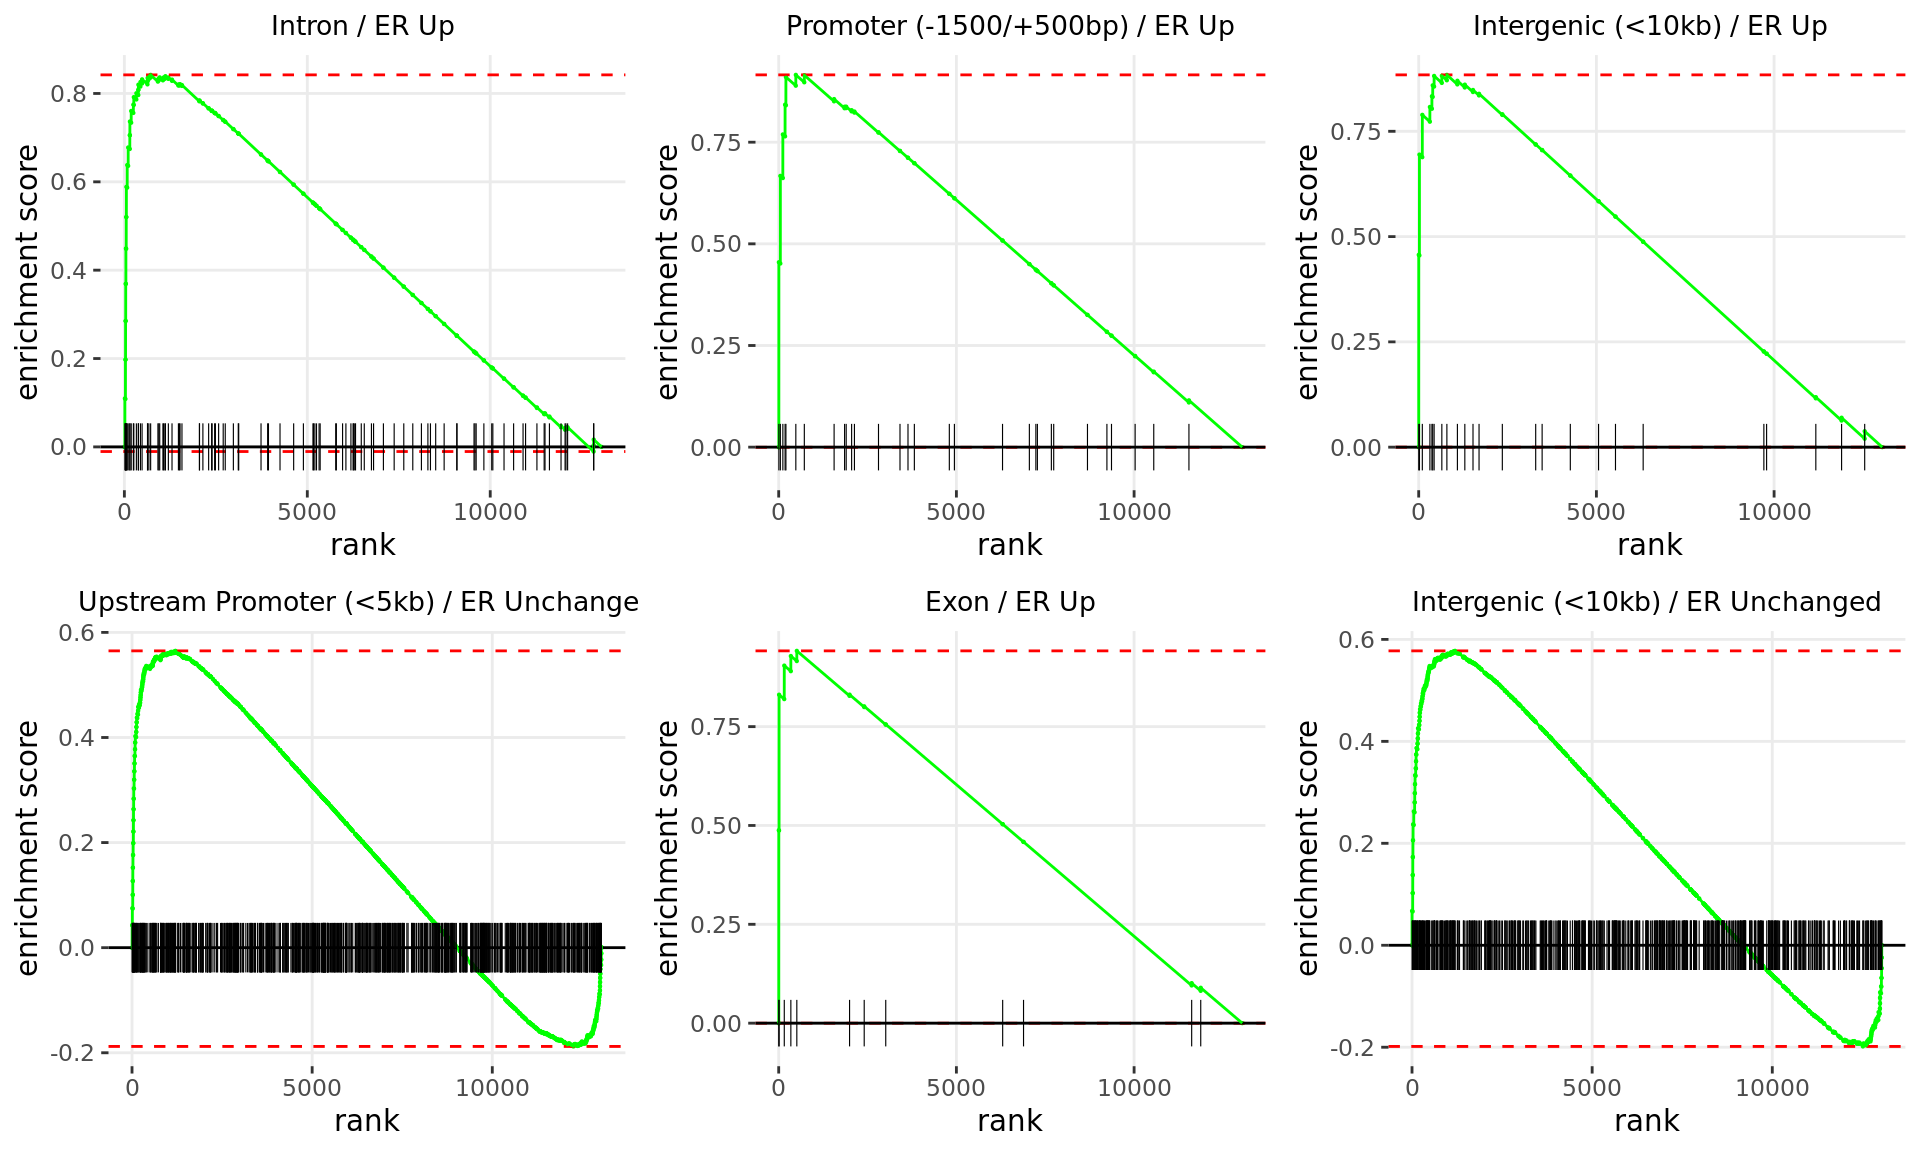 Intron / ER Up
enrichment score
0.8
0.6
0.4
0.2
0.0
0
5000
10000
rank
Promoter (-1500/+500bp) / ER Up
enrichment score
0.75
0.50
0.25
0.00
0
5000
10000
rank
Intergenic (<10kb) / ER Up
enrichment score
0.75
0.50
0.25
0.00
0
5000
10000
rank
Upstream Promoter (<5kb) / ER Unchange
enrichment score
0.6
0.4
0.2
0.0
-0.2
0
5000
10000
rank
Exon / ER Up
enrichment score
0.75
0.50
0.25
0.00
0
5000
10000
rank
Intergenic (<10kb) / ER Unchanged
enrichment score
0.6
0.4
0.2
0.0
-0.2
0
5000
10000
rank